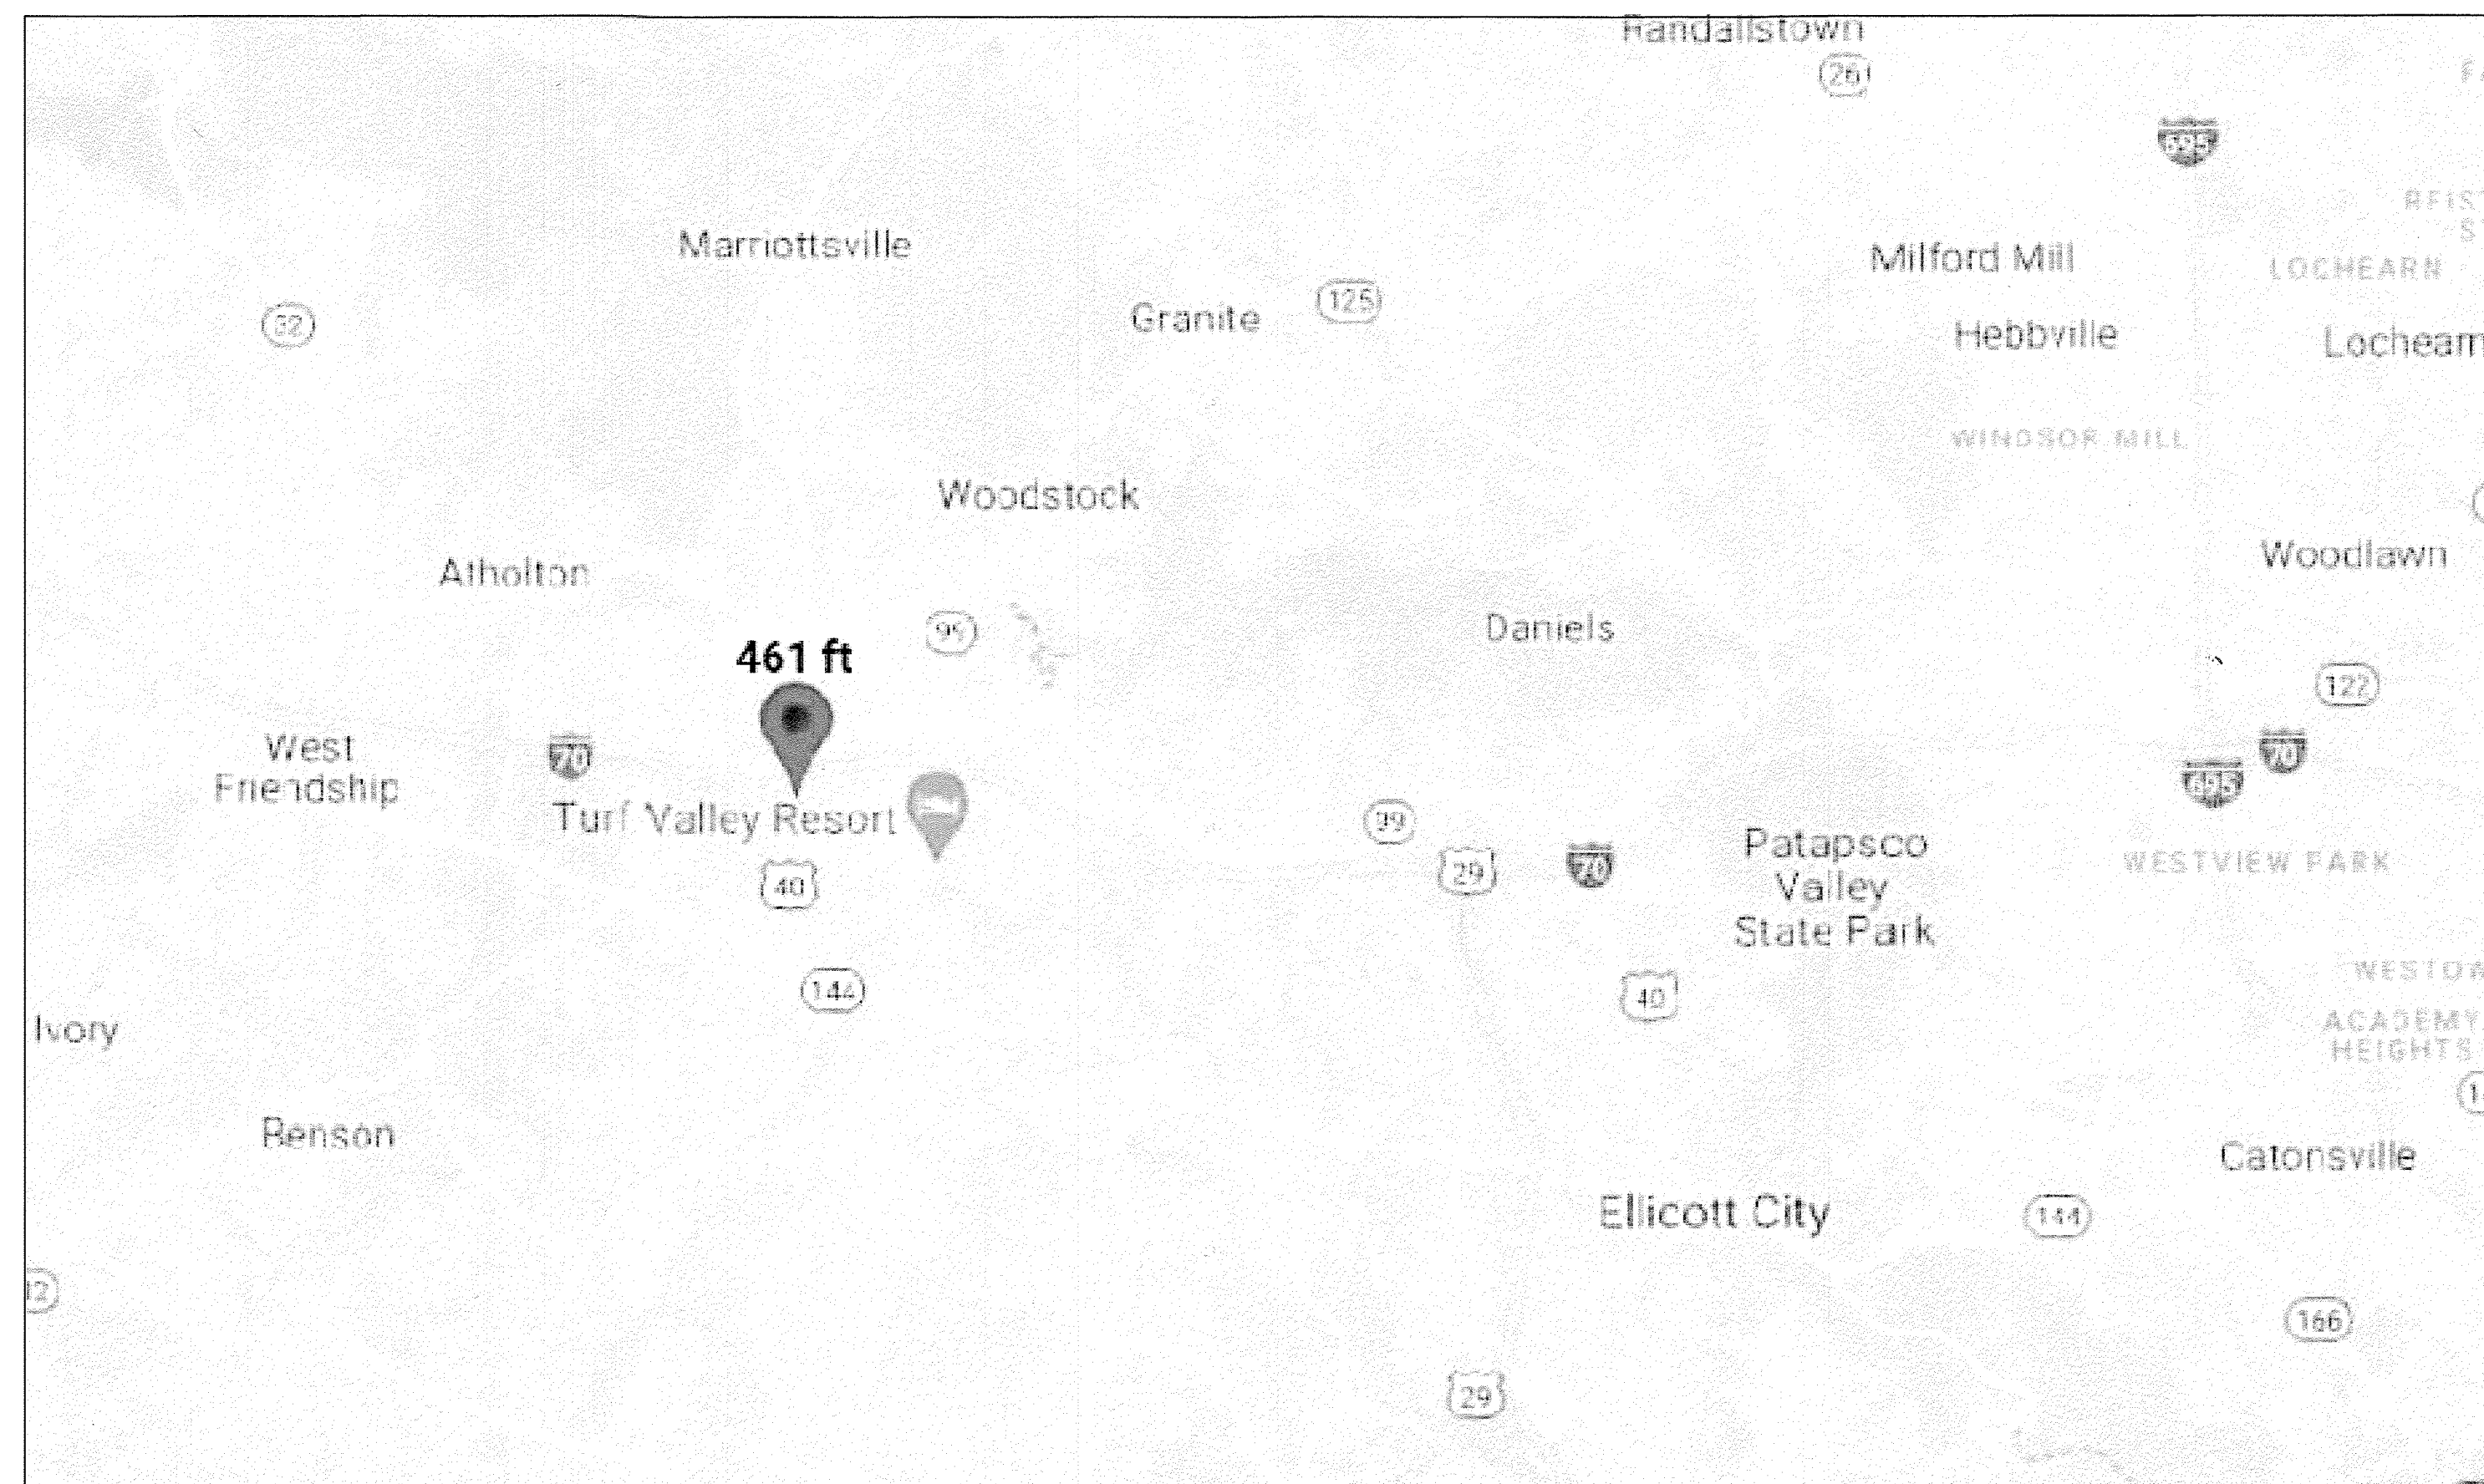 Randallstown
26
695
Marriottsville
Milford Mill
LOCHEARN
125
Granite
32
Hebbville
WINDSOR MILL
Woodstock
Woodlawn
Atholton
Daniels
99
461 ft
122
West
Friendship
70
70
695
Turf Valley Resort
99
Patapsco
Valley
State Park
29
70
WESTVIEW PARK
40
144
40
ACADEMY
HEIGHTS
Ivory
Benson
Catonsville
Ellicott City
144
166
29